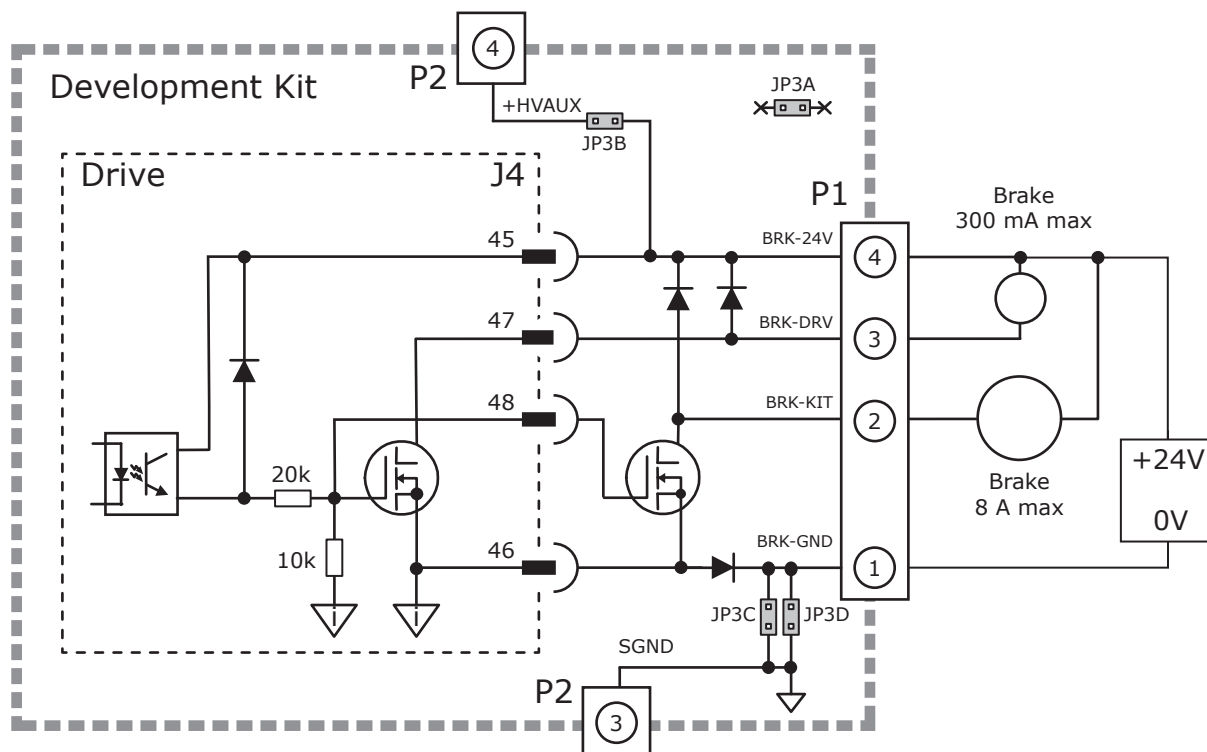 4
P2
Development Kit
JP3A
+HVAUX
JP3B
Drive
J4
P1
Brake
300 mA max
45
BRK-24V
4
47
BRK-DRV
3
48
BRK-KIT
2
20k
+24V
Brake
8 A max
0V
10k
46
BRK-GND
1
JP3C
JP3D
SGND
P2
3